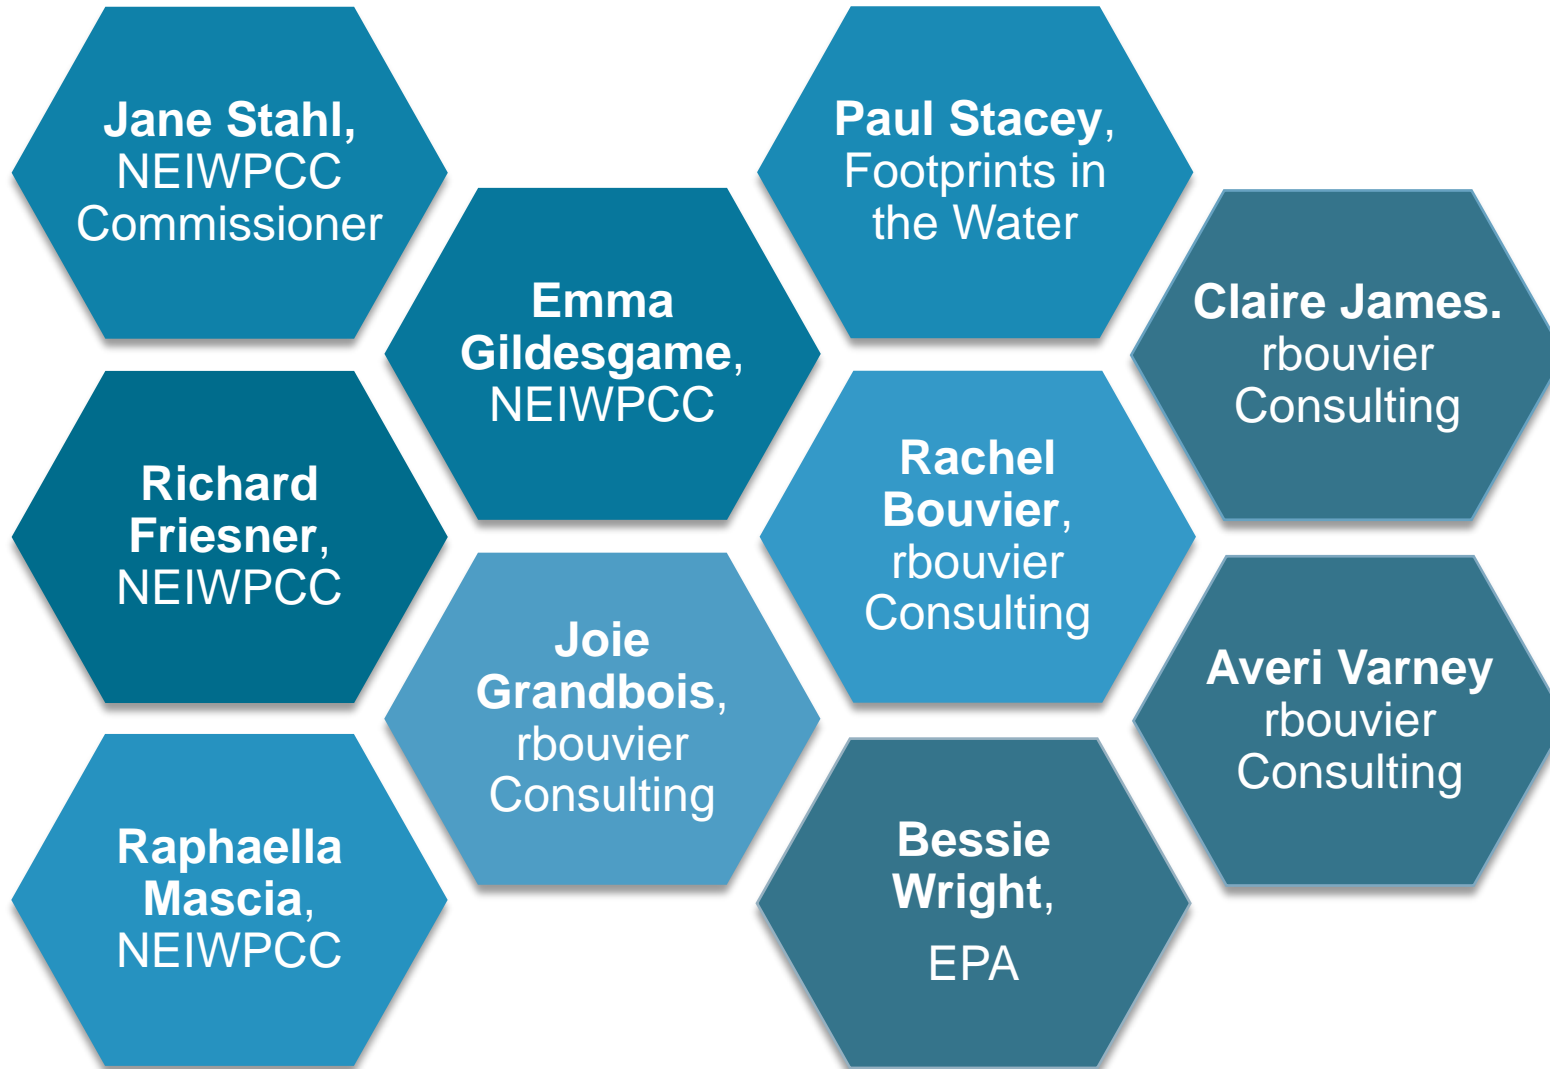 Jane Stahl,
NEIWPCC
Commissioner
Paul Stacey,
Footprints in
the Water
Emma
Gildesgame,
NEIWPCC
Claire James.
rbouvier
Consulting
Richard
Friesner,
NEIWPCC
Rachel
Bouvier,
rbouvier
Consulting
Joie
Grandbois,
rbouvier
Consulting
Averi Varney
rbouvier
Consulting
Raphaella
Mascia,
NEIWPCC
Bessie
Wright,
EPA